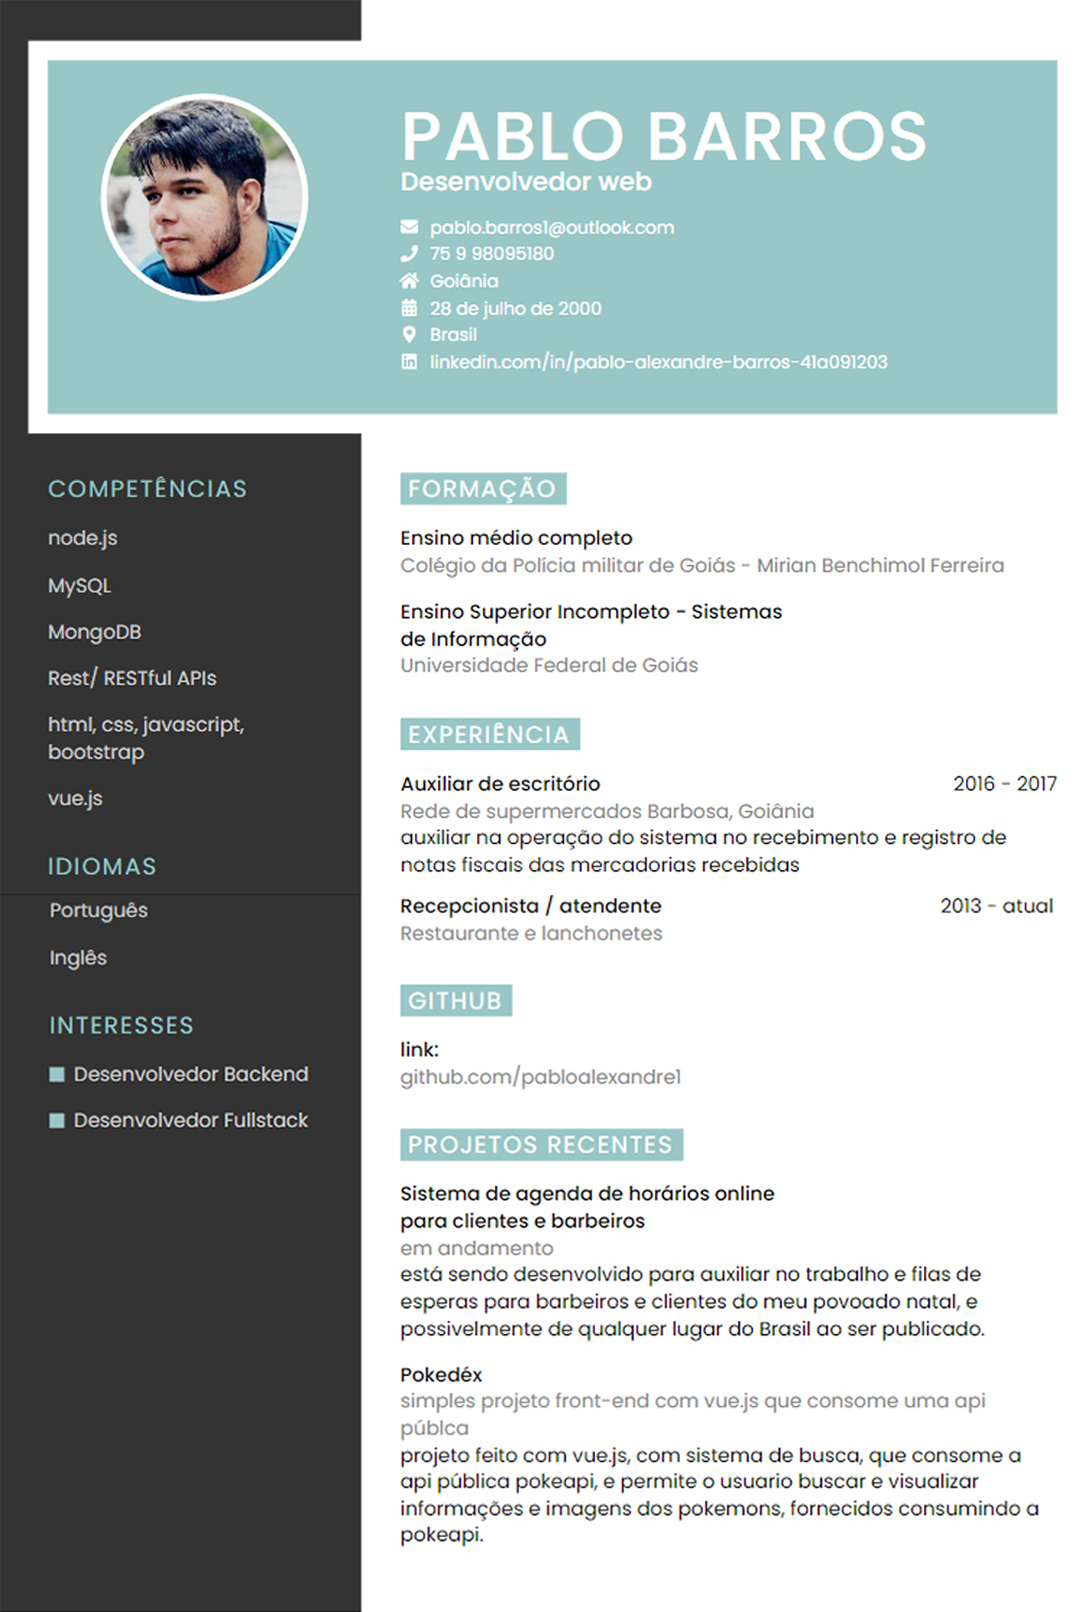 PABLO BARROS
Desenvolvedor web
pablo.barros1@outlook.com
75 9 98095180
Goiânia
28 de julho de 2000
Brasil
linkedin.com/in/pablo-alexandre-barros-41a091203
COMPETÊNCIAS
node.js
MySQL
MongoDB
Rest/ RESTful APIs
html, css, javascript,
bootstrap
vue.js
IDIOMAS
Português
Inglês
INTERESSES
Desenvolvedor Backend
Desenvolvedor Fullstack
FORMAÇÃO
Ensino médio completo
Colégio da Polícia militar de Goiás - Mirian Benchimol Ferreira
Ensino Superior Incompleto - Sistemas
de Informação
Universidade Federal de Goiás
EXPERIÊNCIA
Auxiliar de escritório 2016 - 2017
Rede de supermercados Barbosa, Goiânia
auxiliar na operação do sistema no recebimento e registro de
notas fiscais das mercadorias recebidas
Recepcionista / atendente 2013 - atual
Restaurante e lanchonetes
GITHUB
link:
github.com/pabloalexandre1
PROJETOS RECENTES
Sistema de agenda de horários online
para clientes e barbeiros
em andamento
está sendo desenvolvido para auxiliar no trabalho e filas de
esperas para barbeiros e clientes do meu povoado natal, e
possivelmente de qualquer lugar do Brasil ao ser publicado.
Pokedéx
simples projeto front-end com vue.js que consome uma api
públca
projeto feito com vue.js, com sistema de busca, que consome a
api pública pokeapi, e permite o usuario buscar e visualizar
informações e imagens dos pokemons, fornecidos consumindo a
pokeapi.